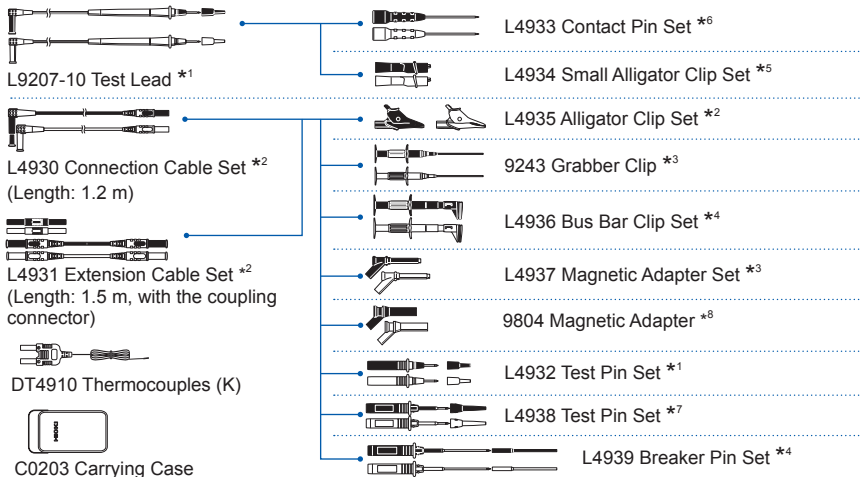 L9207-10 Test Lead *1
L4930 Connection Cable Set *2
(Length: 1.2 m)
L4931 Extension Cable Set *2
(Length: 1.5 m, with the coupling
connector)
DT4910 Thermocouples (K)
HIOKI
C0203 Carrying Case
L4933 Contact Pin Set *6
L4934 Small Alligator Clip Set *5
L4935 Alligator Clip Set *2
9243 Grabber Clip *3
L4936 Bus Bar Clip Set *4
L4937 Magnetic Adapter Set *3
9804 Magnetic Adapter *8
L4932 Test Pin Set *1
L4938 Test Pin Set *7
L4939 Breaker Pin Set *4